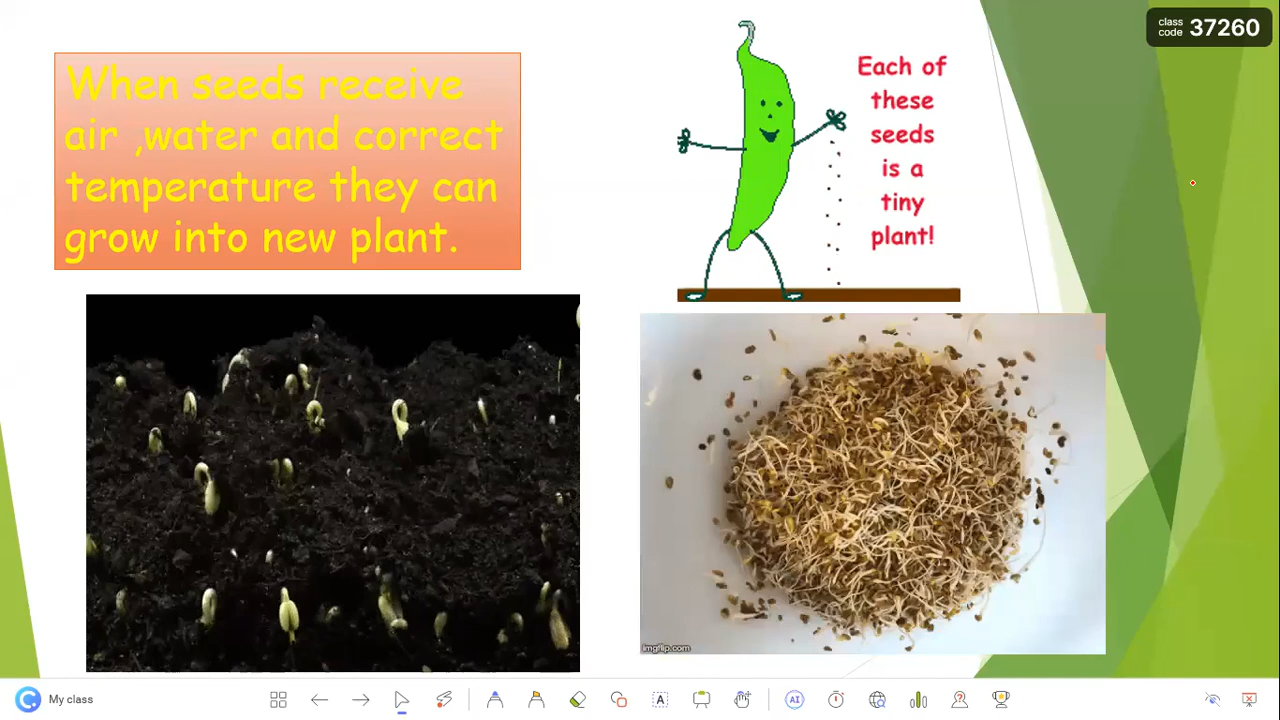 When seeds receive
air ,water and correct
temperature they can
grow into new plant.
Each of
these
seeds
is a
tiny
plant!
class
code 37260
imgflip.com
My class
A
AI